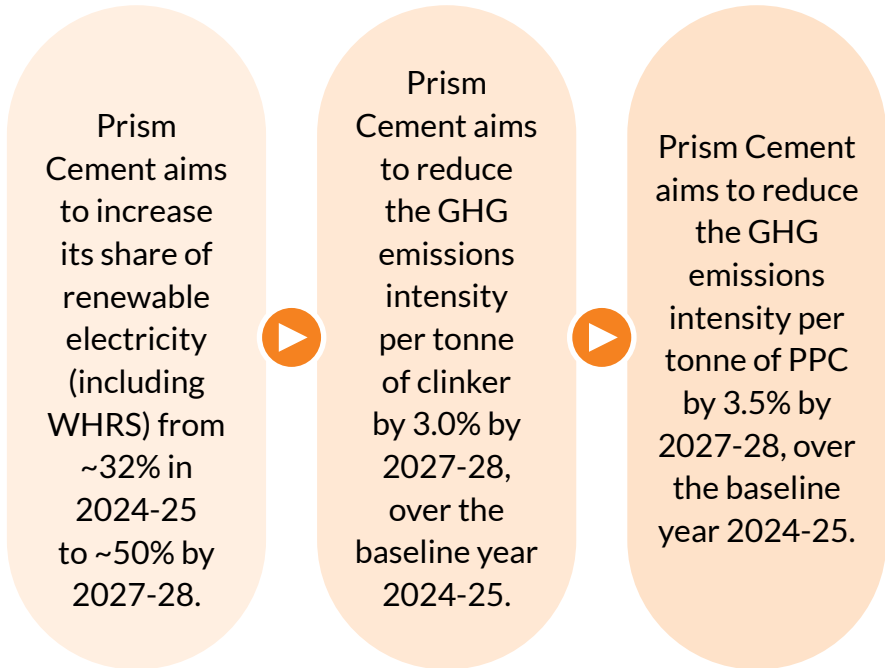 Prism
Cement aims
to increase
its share of
renewable
electricity
(including
WHRS) from
~32% in
2024-25
to ~50% by
2027-28.
Prism
Cement aims
to reduce
the GHG
emissions
intensity
per tonne
of clinker
by 3.0% by
2027-28,
over the
baseline year
2024-25.
Prism Cement
aims to reduce
the GHG
emissions
intensity per
tonne of PPC
by 3.5% by
2027-28, over
the baseline
year 2024-25.